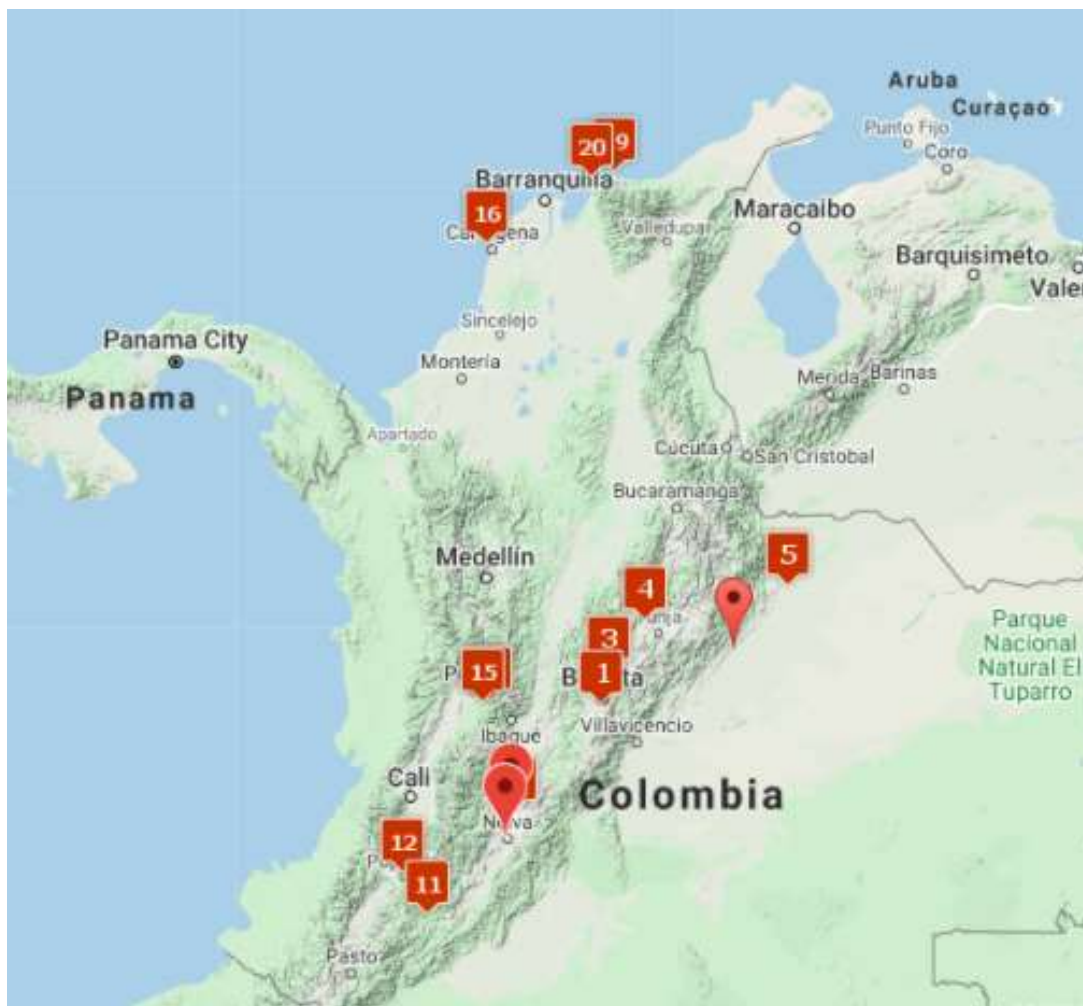 Aruba
Curaçao
Punto Fijo
Coro
20
9
Barranquilla
16
Maracaibo
Valledupar
Barquisimeto
Sincelejo
Panama City
Montería
Panama
Merida
Barinas
Apartado
Cúcuta
San Cristobal
Bucaramanga
Medellín
5
4
3
1
15
Parque
Nacional
Natural El
Tuparro
Villavicencio
Ibague
Cali
Colombia
12
11
Pasto